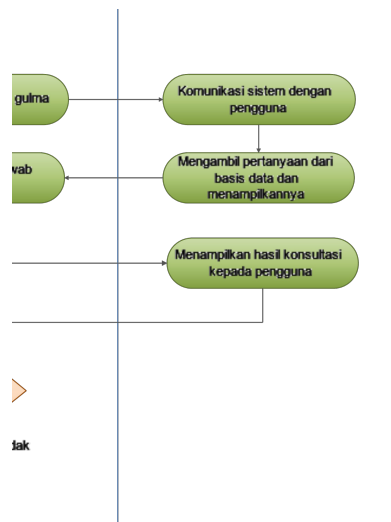 gulma
Komunikasi sistem dengan
pengguna
wab
Mengambil pertanyaan dari
basis data dan
menampilkannya
Menampilkan hasil konsultasi
kepada pengguna
dak